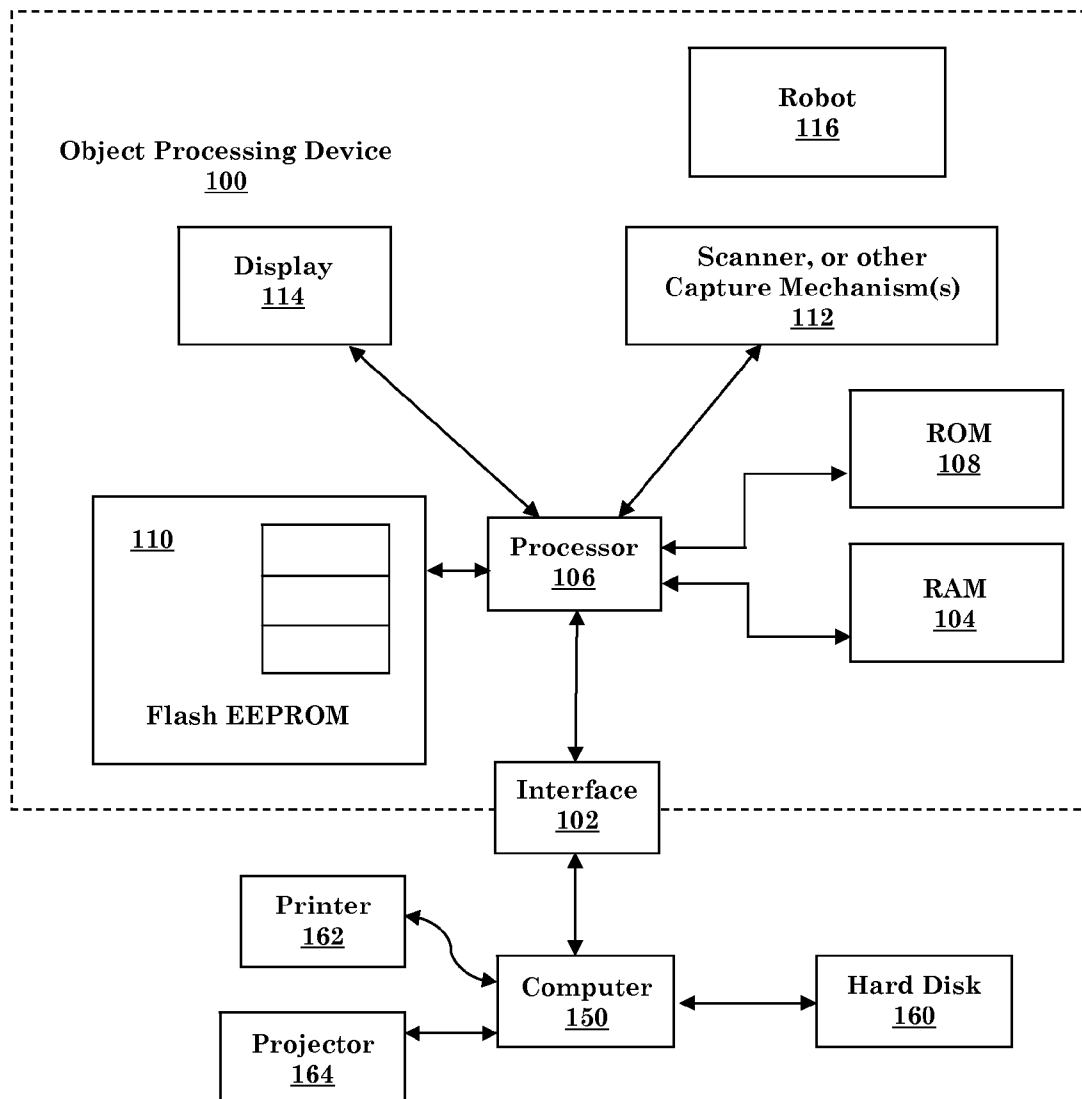 Robot
116
Object Processing Device
100
Display
114
Scanner, or other
Capture Mechanism(s)
112
ROM
108
110
Flash EEPROM
Processor
106
RAM
104
Interface
102
Printer
162
Computer
150
Hard Disk
160
Projector
164